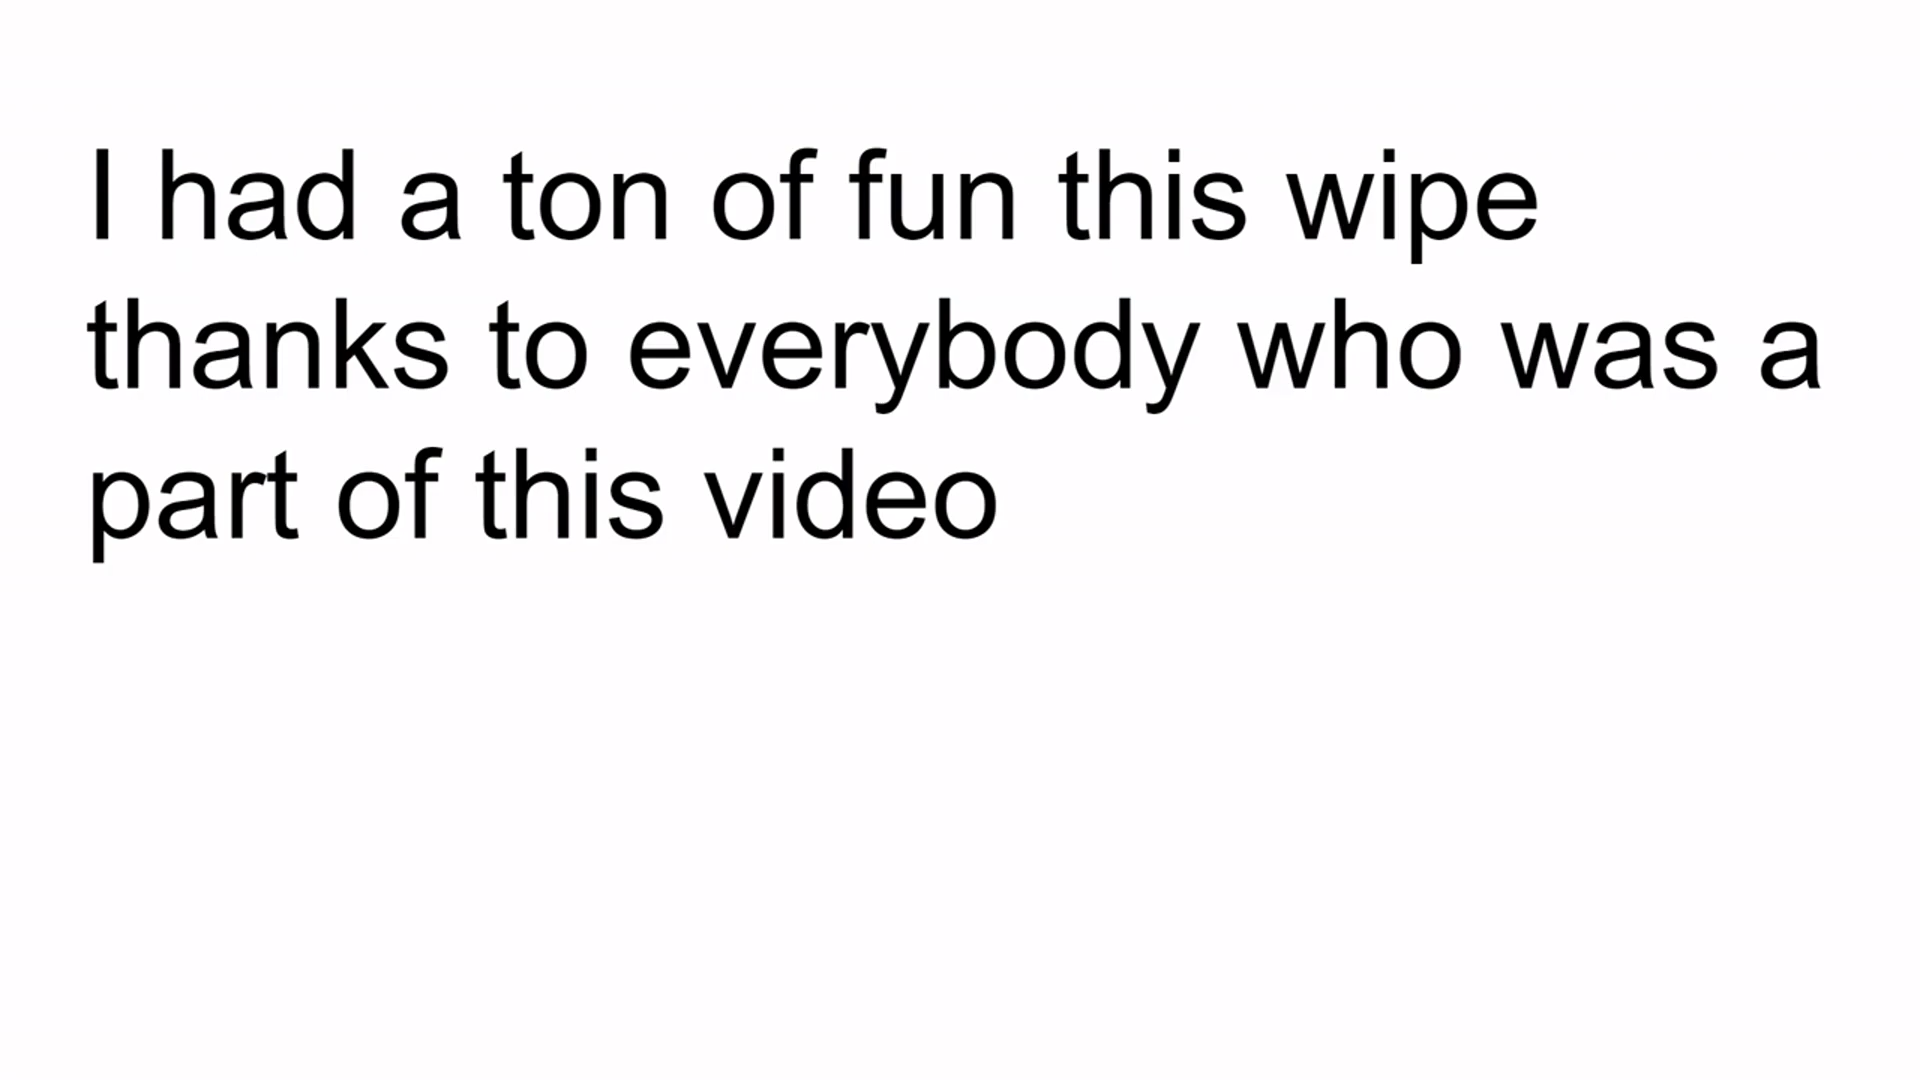 I had a ton of fun this wipe
thanks to everybody who was a
part of this video